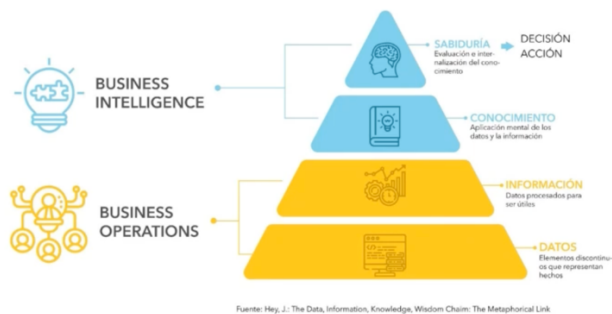 BUSINESS
INTELLIGENCE
SABIDURÍA
Evaluación e inter-
nalización del cono-
cimiento
DECISIÓN
ACCIÓN
CONOCIMIENTO
Aplicación mental de los
datos y la información
BUSINESS
OPERATIONS
INFORMACIÓN
Datos procesados para
ser útiles
DATOS
Elementos discontinu-
os que representan
hechos
Fuente: Hey, J.: The Data, Information, Knowledge, Wisdom Chaim: The Metaphorical Link